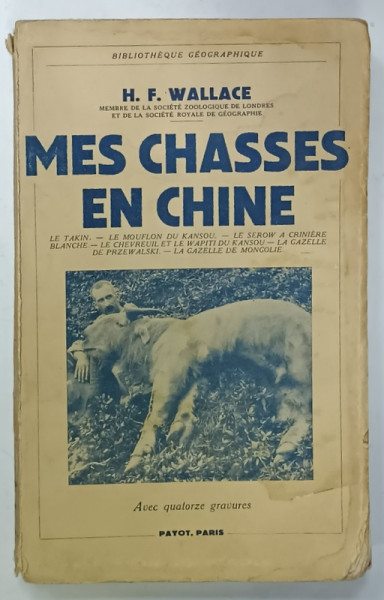 BIBLIOTHÈQUE GÉOGRAPHIQUE
H. F. WALLACE
MEMBRE DE LA SOCIÉTÉ ZOOLOGIQUE DE LONDRES
ET DE LA SOCIÉTÉ ROYALE DE GÉOGRAPHIE
MES CHASSES
EN CHINE
LE TAKIN. — LE MOUFLON DU KANSOU. — LE SEROW A CRINIÈRE
BLANCHE. — LE CHEVREUIL ET LE WAPITI DU KANSOU — LA GAZELLE
DE PRZEWALSKI. — LA GAZELLE DE MONGOLIE.
Avec quatorze gravures
PAYOT, PARIS